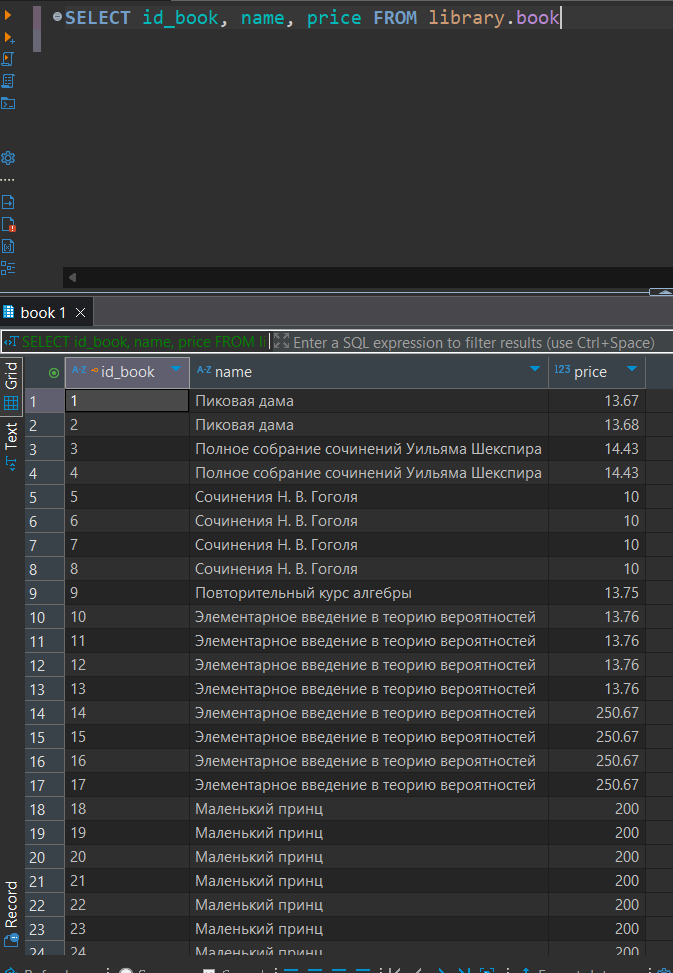 SELECT id_book, name, price FROM library.book
book 1
SELECT id_book, name, price FROM li
Enter a SQL expression to filter results (use Ctrl+Space)
Grid
Text
Record
A-Z id_book A-Z name 123 price
1 1 Пиковая дама 13.67
2 2 Пиковая дама 13.68
3 3 Полное собрание сочинений Уильяма Шекспира 14.43
4 4 Полное собрание сочинений Уильяма Шекспира 14.43
5 5 Сочинения Н. В. Гоголя 10
6 6 Сочинения Н. В. Гоголя 10
7 7 Сочинения Н. В. Гоголя 10
8 8 Сочинения Н. В. Гоголя 10
9 9 Повторительный курс алгебры 13.75
10 10 Элементарное введение в теорию вероятностей 13.76
11 11 Элементарное введение в теорию вероятностей 13.76
12 12 Элементарное введение в теорию вероятностей 13.76
13 13 Элементарное введение в теорию вероятностей 13.76
14 14 Элементарное введение в теорию вероятностей 250.67
15 15 Элементарное введение в теорию вероятностей 250.67
16 16 Элементарное введение в теорию вероятностей 250.67
17 17 Элементарное введение в теорию вероятностей 250.67
18 18 Маленький принц 200
19 19 Маленький принц 200
20 20 Маленький принц 200
21 21 Маленький принц 200
22 22 Маленький принц 200
23 23 Маленький принц 200
24 24 Маленький принц 200